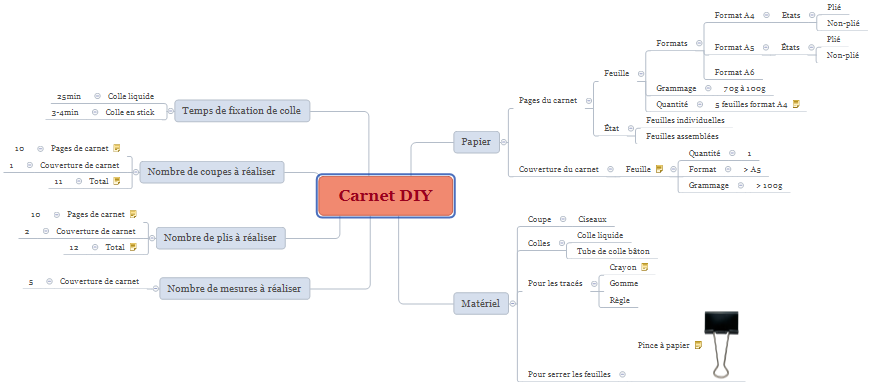 Carnet DIY
Temps de fixation de colle
25min Colle liquide
3-4min Colle en stick
Nombre de coupes à réaliser
10 Pages de carnet
1 Couverture de carnet
11 Total
Nombre de plis à réaliser
10 Pages de carnet
2 Couverture de carnet
12 Total
Nombre de mesures à réaliser
5 Couverture de carnet
Papier
Pages du carnet
Feuille
Formats
Format A4 Etats
Plié
Non-plié
Format A5 États
Plié
Non-plié
Format A6
Grammage 70g à 100g
Quantité 5 feuilles format A4
État
Feuilles individuelles
Feuilles assemblées
Couverture du carnet Feuille
Quantité 1
Format > A5
Grammage > 100g
Matériel
Coupe Ciseaux
Colles
Colle liquide
Tube de colle bâton
Pour les tracés
Crayon
Gomme
Règle
Pour serrer les feuilles
Pince à papier